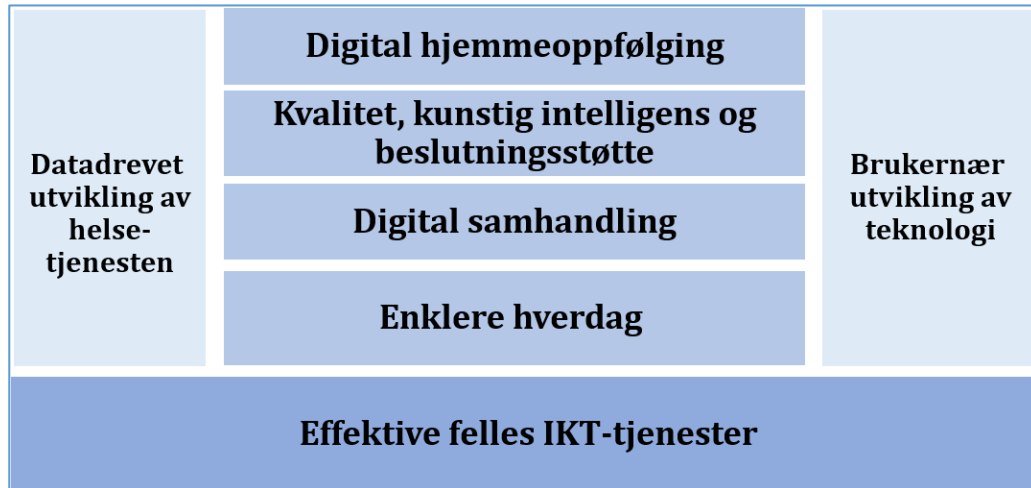 Datadrevet
utvikling av
helse-
tjenesten
Digital hjemmeoppfølging
Kvalitet, kunstig intelligens og
beslutningsstøtte
Digital samhandling
Enklere hverdag
Brukernær
utvikling av
teknologi
Effektive felles IKT-tjenester